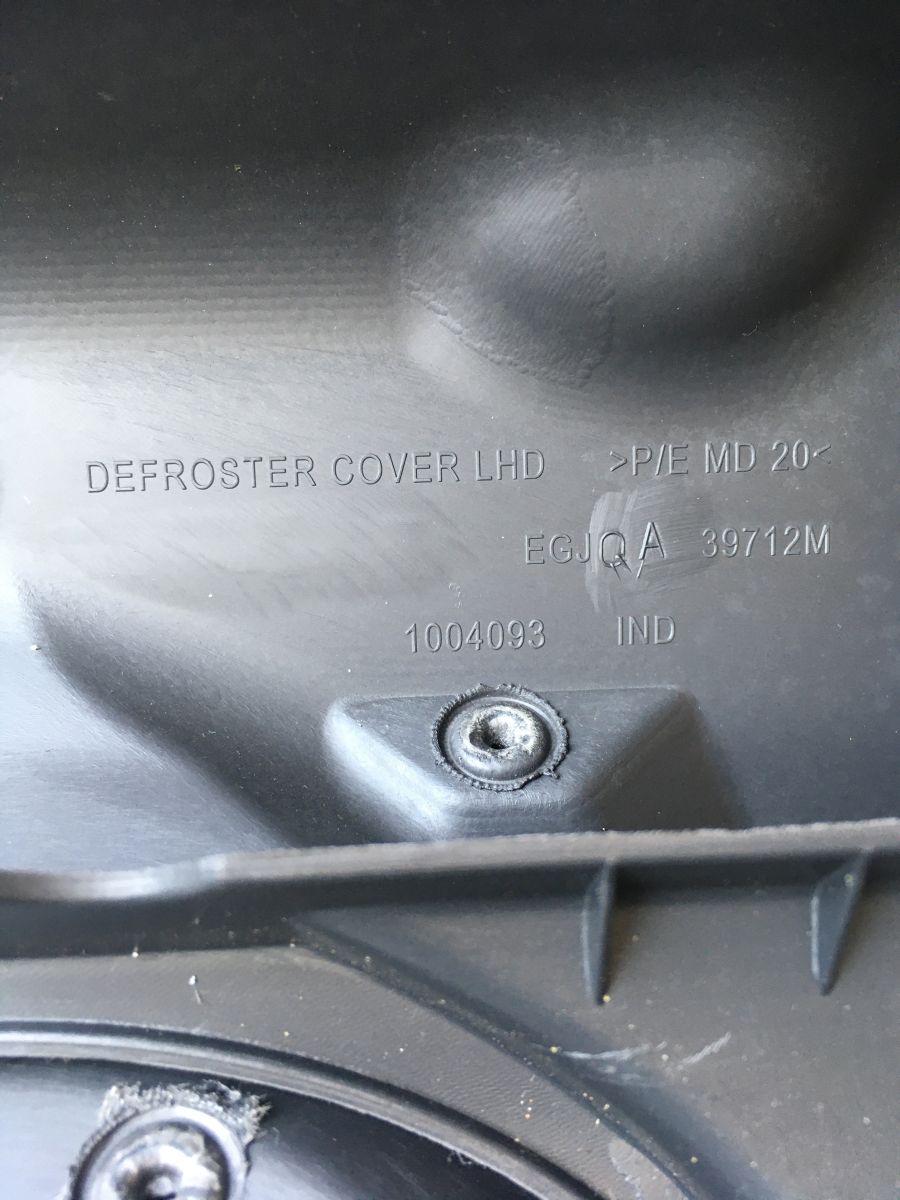 DEFROSTER COVER LHD >P/E MD 20<
EGJQA 39712M
1004093 IND